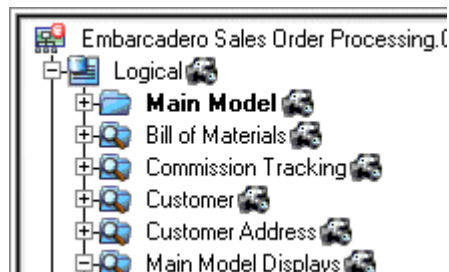 Embarcadero Sales Order Processing.
Logical
Main Model
Bill of Materials
Commission Tracking
Customer
Customer Address
Main Model Displays